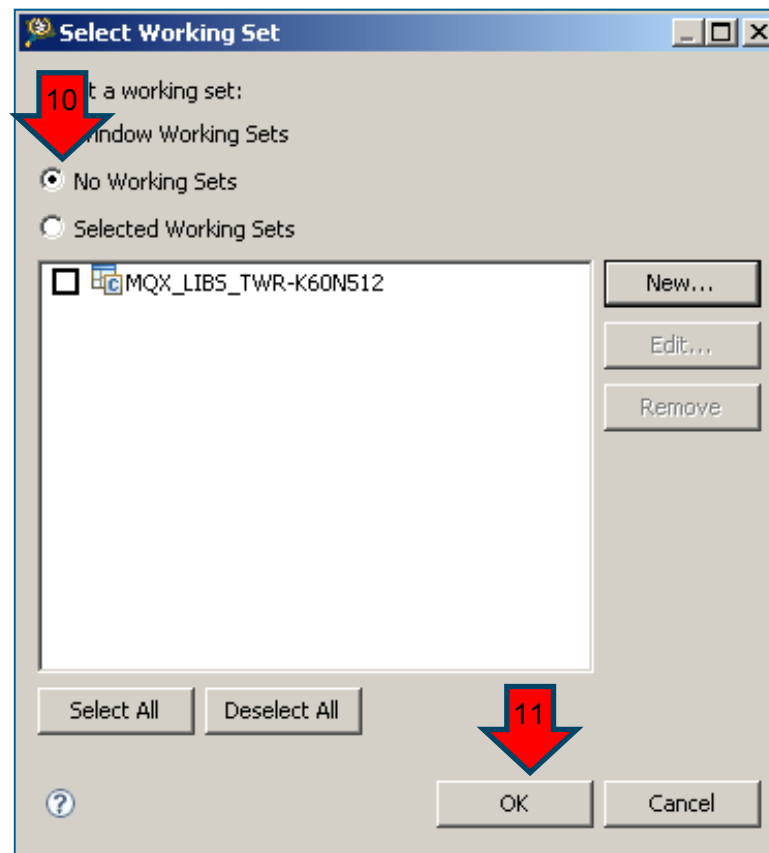 Select Working Set
10
t a working set:
indow Working Sets
No Working Sets
Selected Working Sets
MQX_LIBS_TWR-K60N512
New...
Edit...
Remove
Select All
Deselect All
11
?
OK
Cancel